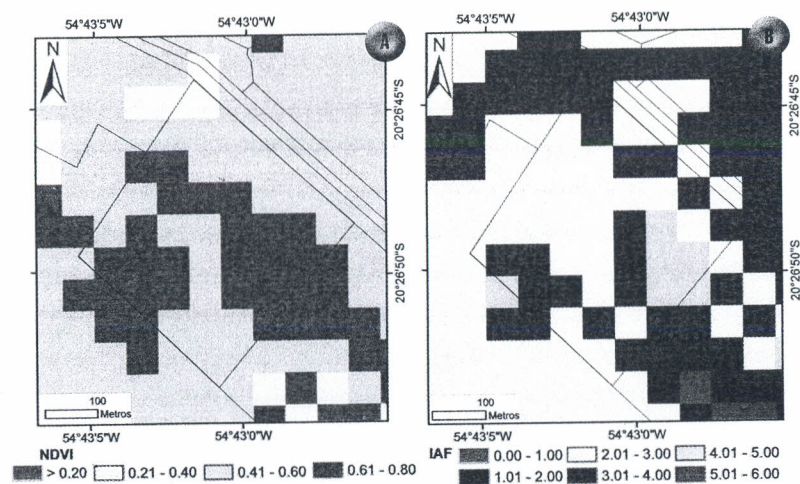 54°43'5"W 54°43'0"W
A
N
20°26'45"S
20°26'50"S
100
Metros
54°43'5"W 54°43'0"W
NDVI
> 0.20 0.21 - 0.40 0.41 - 0.60 0.61 - 0.80
54°43'5"W 54°43'0"W
B
N
20°26'45"S
20°26'50"S
100
Metros
54°43'5"W 54°43'0"W
IAF
0.00 - 1.00 2.01 - 3.00 4.01 - 5.00
1.01 - 2.00 3.01 - 4.00 5.01 - 6.00